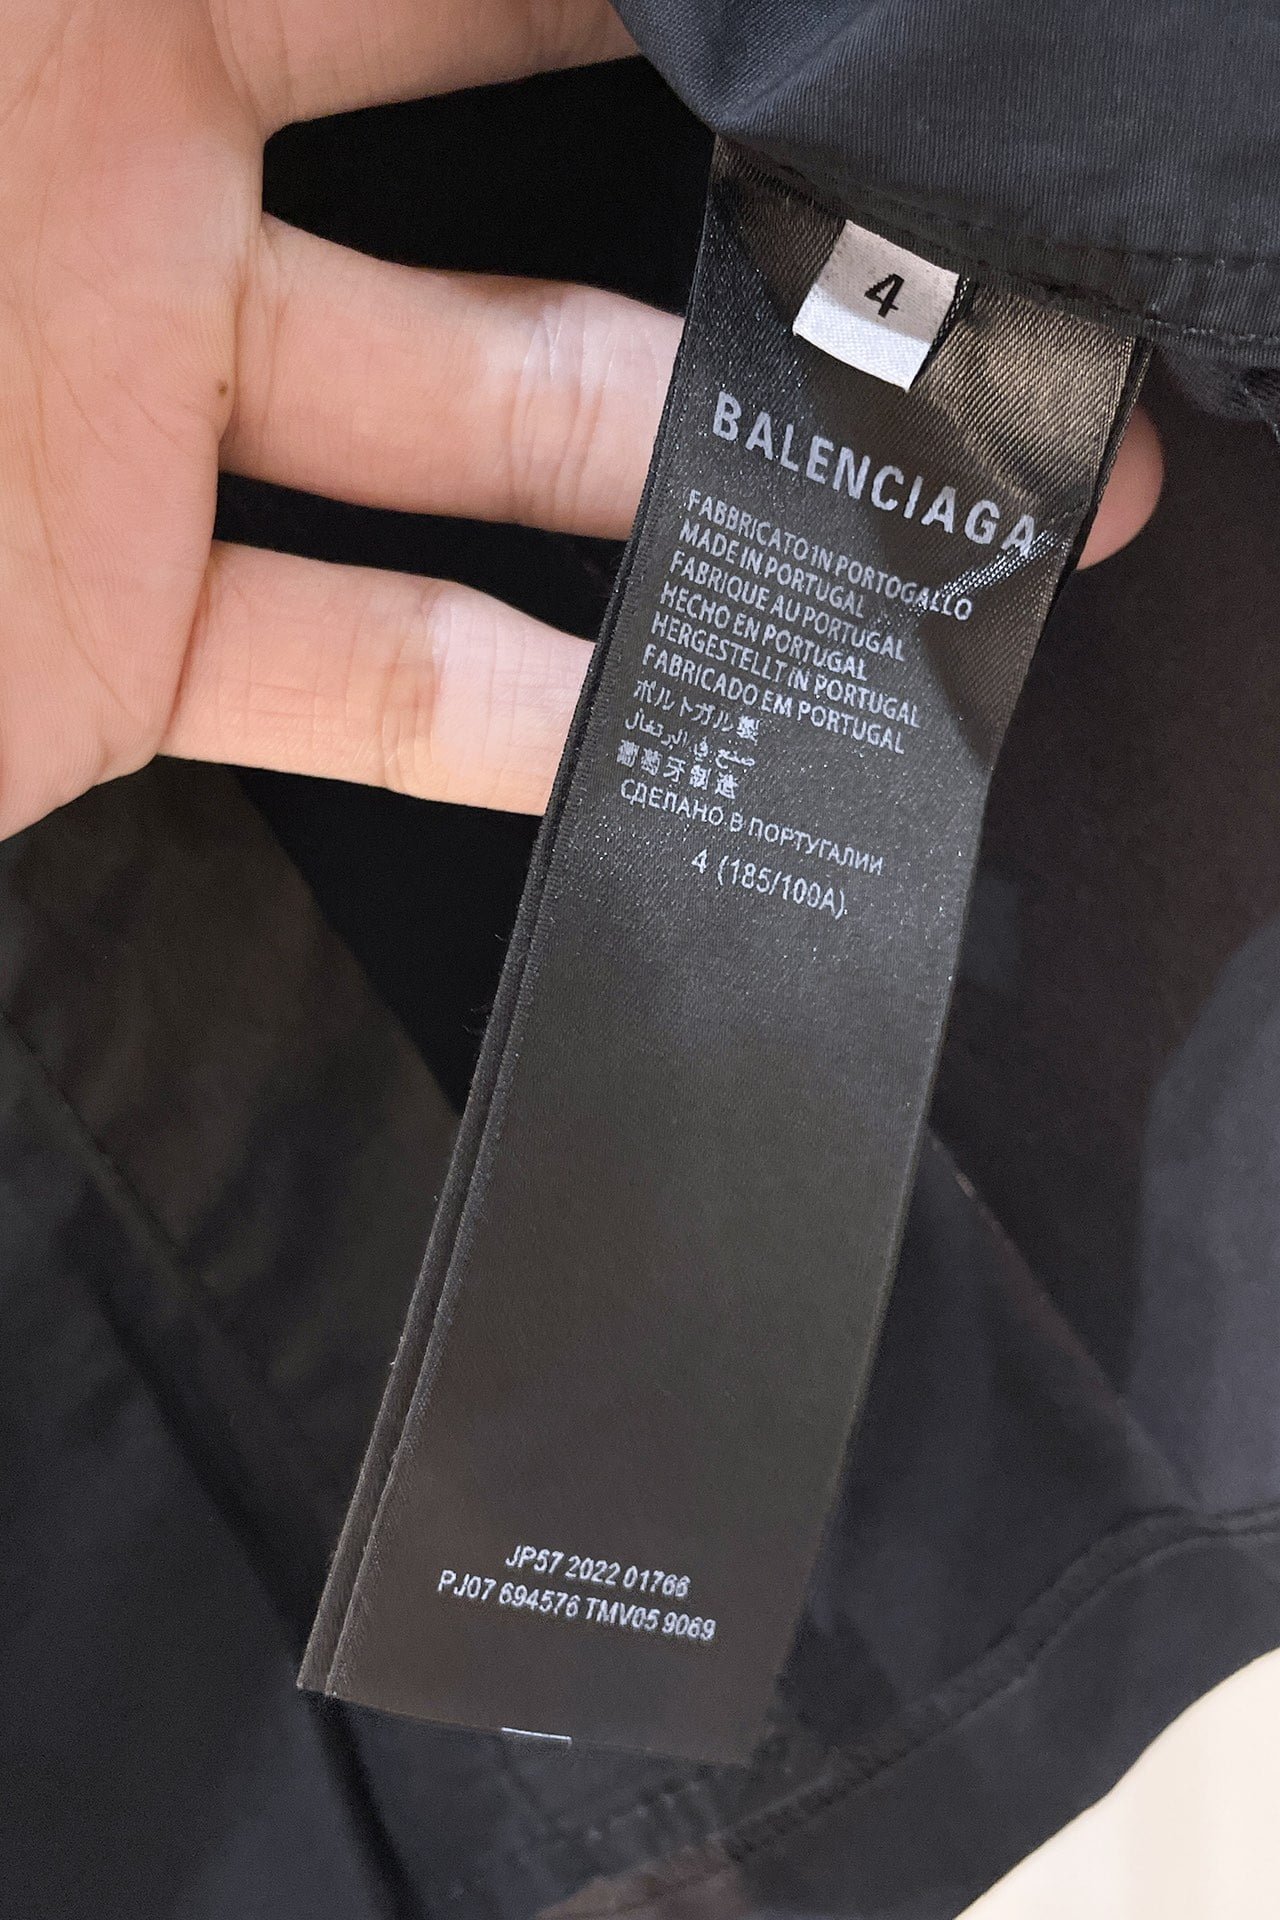 4
BALENCIAGA
FABBRICATO IN PORTOGALLO
MADE IN PORTUGAL
FABRIQUE AU PORTUGAL
HECHO EN PORTUGAL
HERGESTELLT IN PORTUGAL
FABRICADO EM PORTUGAL
ポルトガル製
صنع في البرتغال
葡萄牙制造
СДЕЛАНО В ПОРТУГАЛИИ
4 (185/100A)
JP57 2022 01766
PJ07 694576 TMV05 9069